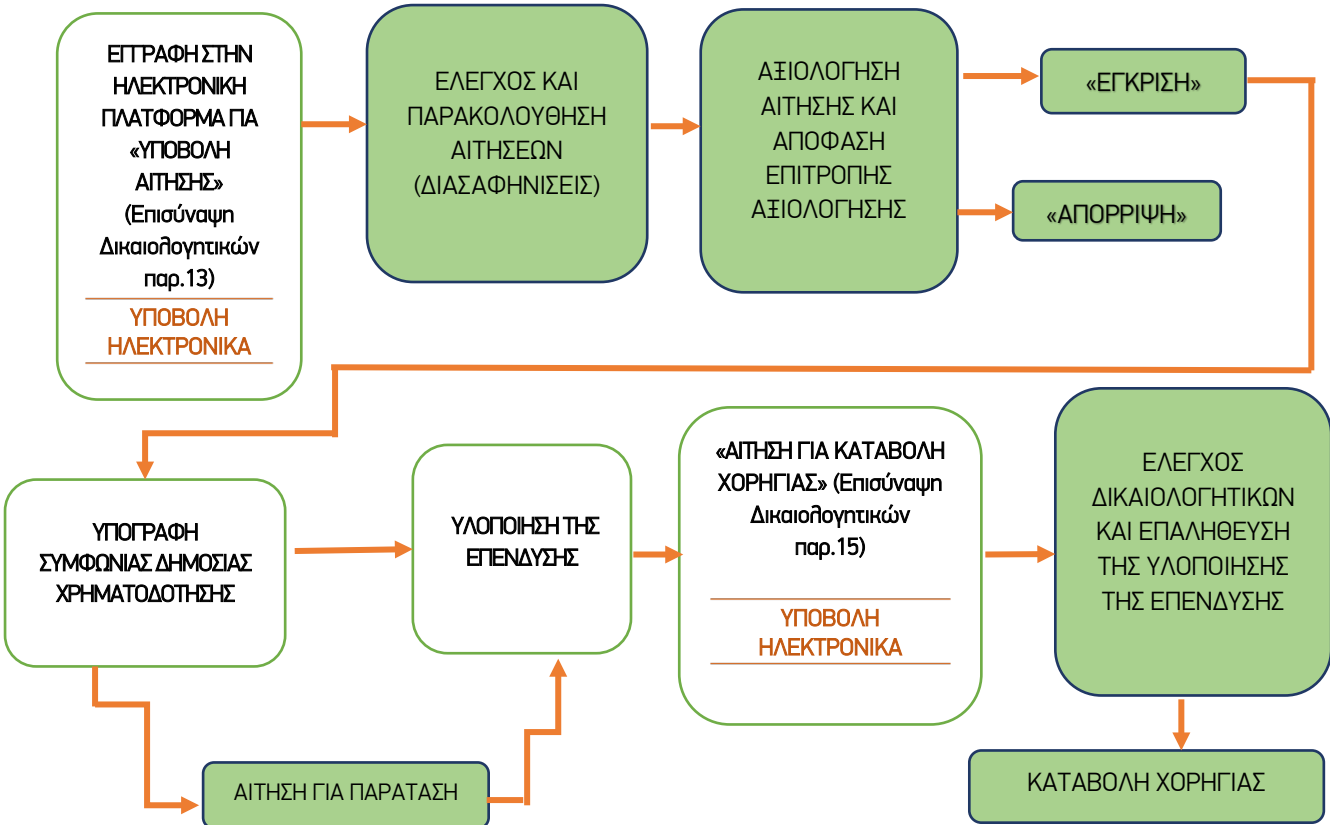 ΕΓΓΡΑΦΗ ΣΤΗΝ
ΗΛΕΚΤΡΟΝΙΚΗ
ΠΛΑΤΦΟΡΜΑ ΓΙΑ
«ΥΠΟΒΟΛΗ
ΑΙΤΗΣΗΣ»
(Επισύναψη
Δικαιολογητικών
παρ.13)
ΥΠΟΒΟΛΗ
ΗΛΕΚΤΡΟΝΙΚΑ
ΕΛΕΓΧΟΣ ΚΑΙ
ΠΑΡΑΚΟΛΟΥΘΗΣΗ
ΑΙΤΗΣΕΩΝ
(ΔΙΑΣΑΦΗΝΙΣΕΙΣ)
ΑΞΙΟΛΟΓΗΣΗ
ΑΙΤΗΣΗΣ ΚΑΙ
ΑΠΟΦΑΣΗ
ΕΠΙΤΡΟΠΗΣ
ΑΞΙΟΛΟΓΗΣΗΣ
«ΕΓΚΡΙΣΗ»
«ΑΠΟΡΡΙΨΗ»
ΥΠΟΓΡΑΦΗ
ΣΥΜΦΩΝΙΑΣ ΔΗΜΟΣΙΑΣ
ΧΡΗΜΑΤΟΔΟΤΗΣΗΣ
ΥΛΟΠΟΙΗΣΗ ΤΗΣ
ΕΠΕΝΔΥΣΗΣ
«ΑΙΤΗΣΗ ΓΙΑ ΚΑΤΑΒΟΛΗ
ΧΟΡΗΓΙΑΣ» (Επισύναψη
Δικαιολογητικών
παρ.15)
ΥΠΟΒΟΛΗ
ΗΛΕΚΤΡΟΝΙΚΑ
ΕΛΕΓΧΟΣ
ΔΙΚΑΙΟΛΟΓΗΤΙΚΩΝ
ΚΑΙ ΕΠΑΛΗΘΕΥΣΗ
ΤΗΣ ΥΛΟΠΟΙΗΣΗΣ
ΤΗΣ ΕΠΕΝΔΥΣΗΣ
ΑΙΤΗΣΗ ΓΙΑ ΠΑΡΑΤΑΣΗ
ΚΑΤΑΒΟΛΗ ΧΟΡΗΓΙΑΣ